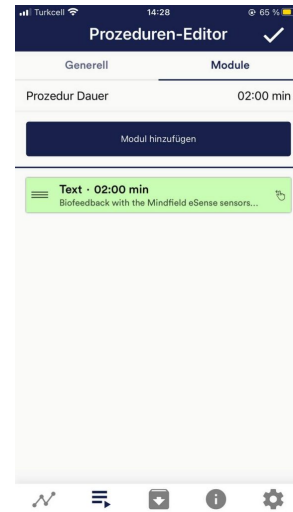 Turkcell 14:28 65 %
Prozeduren-Editor
Generell Module
Prozedur Dauer 02:00 min
Modul hinzufügen
Text · 02:00 min
Biofeedback with the Mindfield eSense sensors...